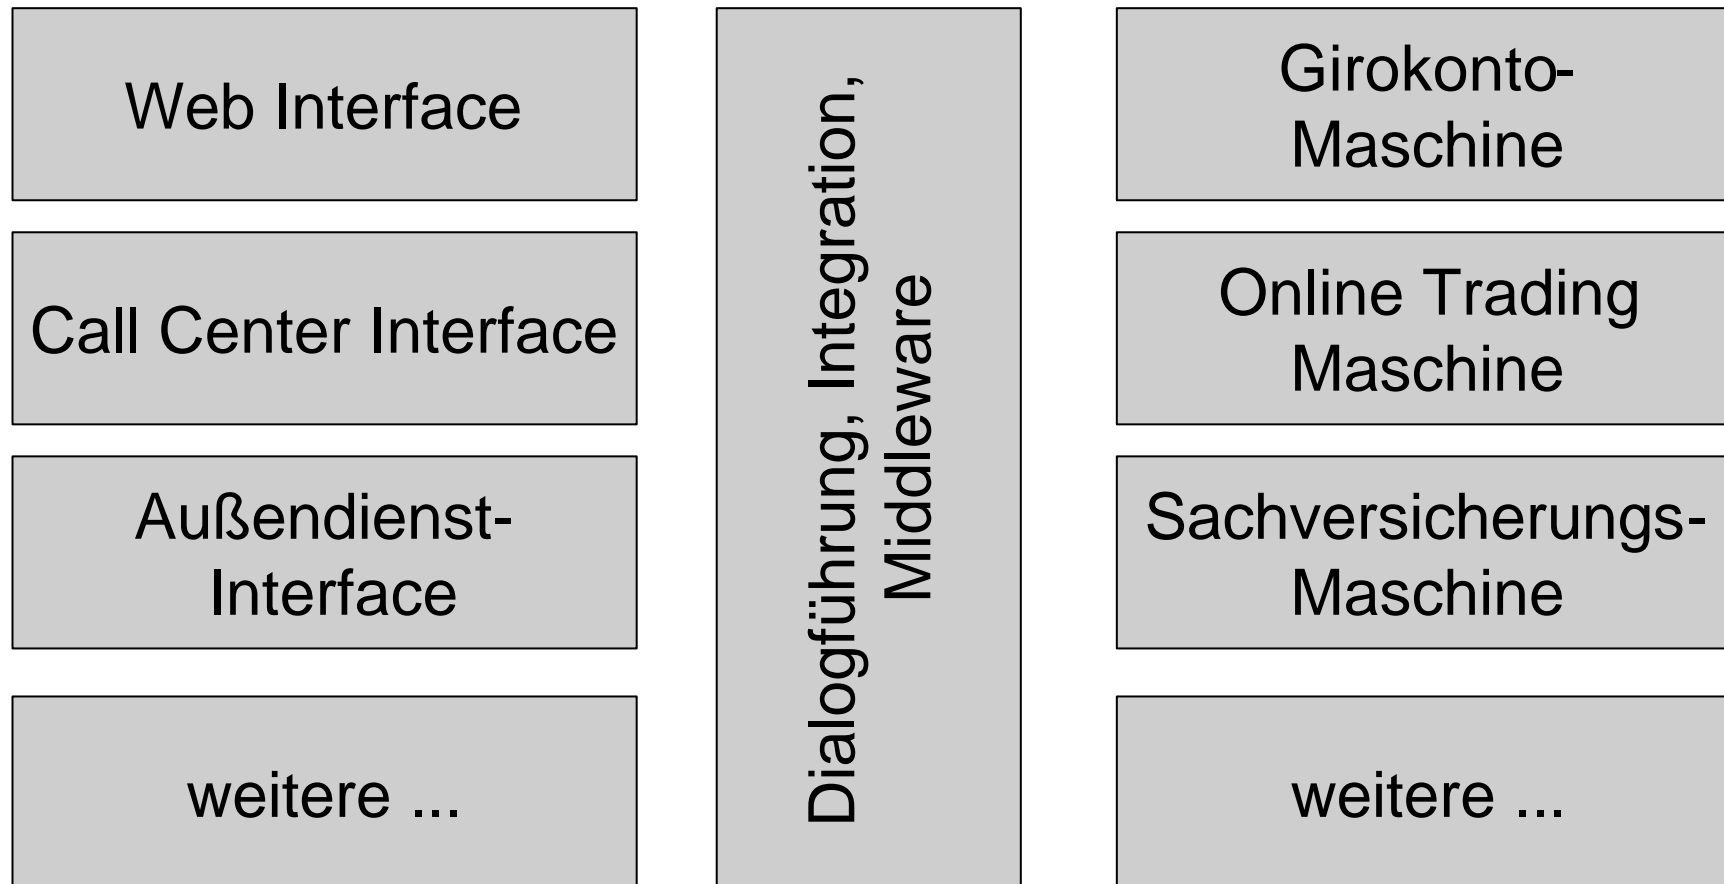 Web Interface
Call Center Interface
Außendienst-
Interface
weitere ...
Dialogführung, Integration,
Middleware
Girokonto-
Maschine
Online Trading
Maschine
Sachversicherungs-
Maschine
weitere ...